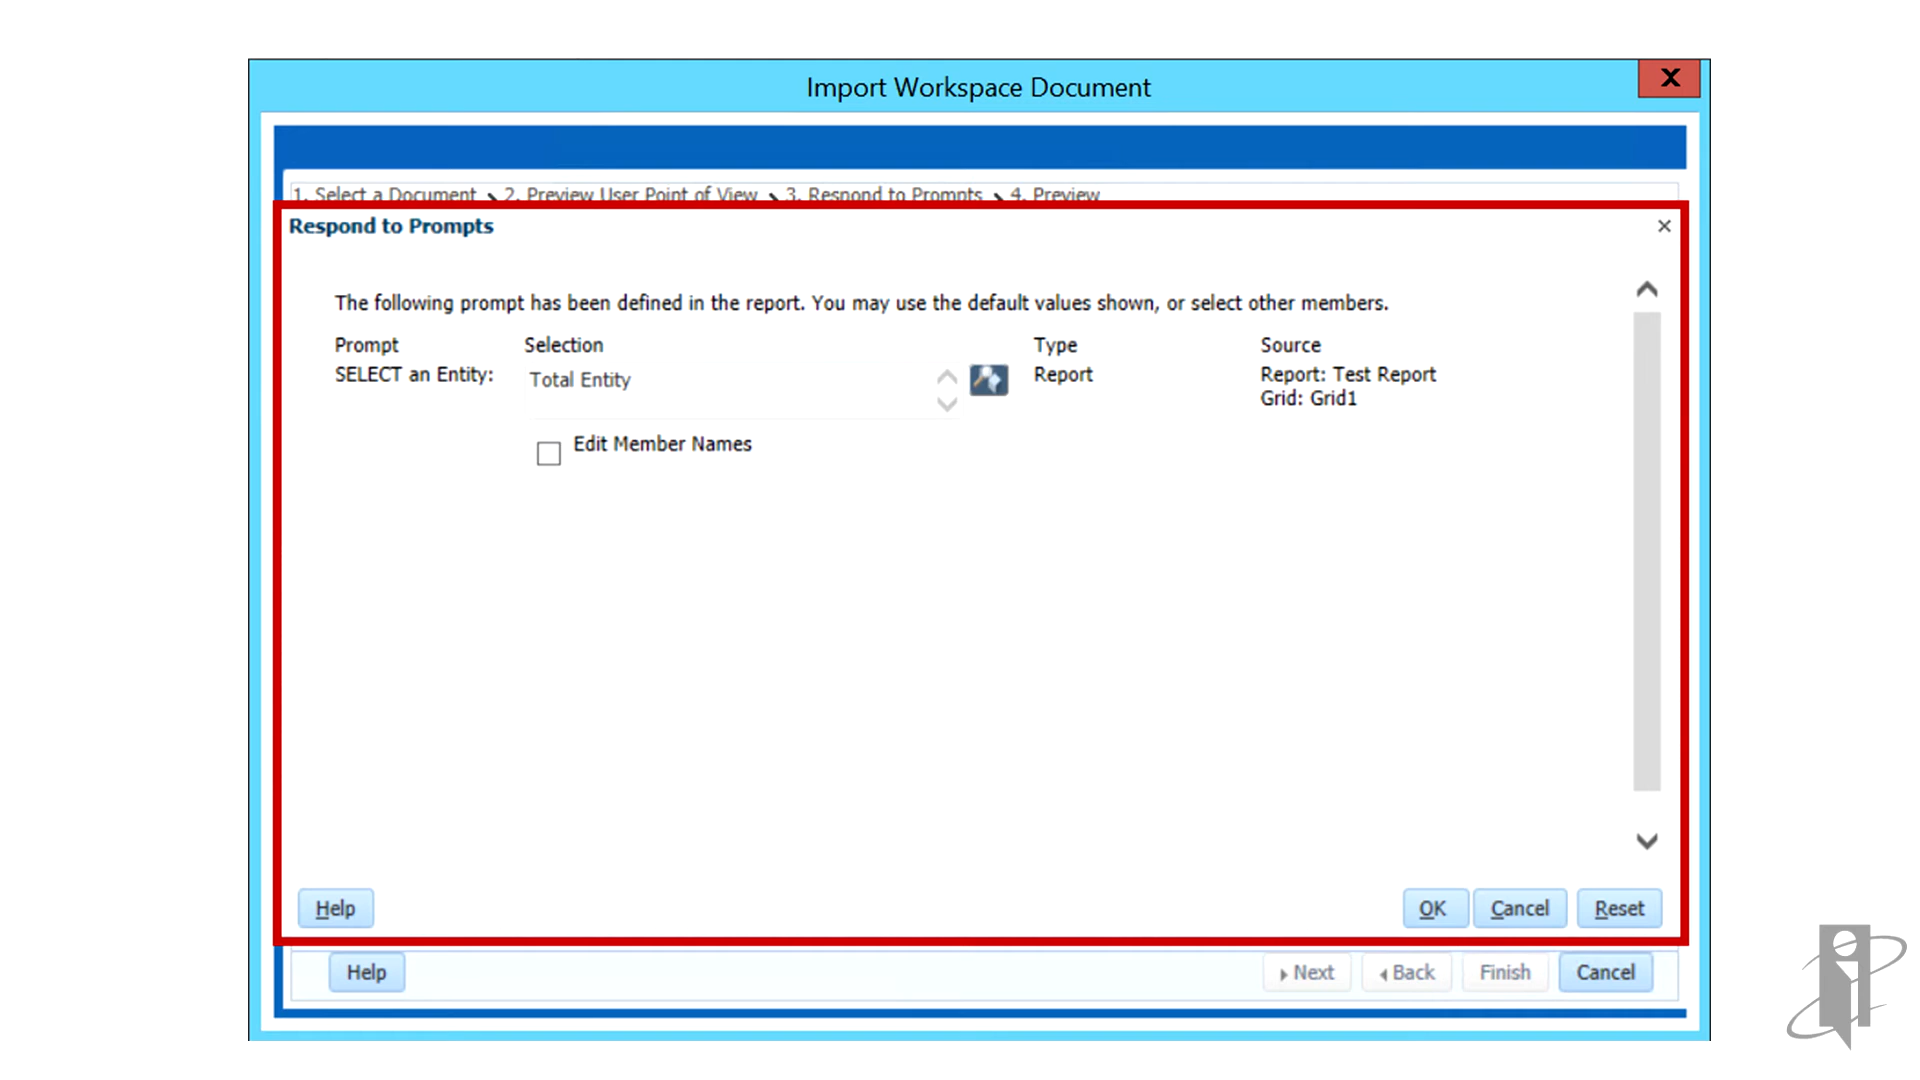 Import Workspace Document
X
1. Select a Document 2. Preview User Point of View 3. Respond to Prompts 4. Preview
Respond to Prompts
The following prompt has been defined in the report. You may use the default values shown, or select other members.
Prompt Selection Type Source
SELECT an Entity: Total Entity Report Report: Test Report
Grid: Grid1
Edit Member Names
Help OK Cancel Reset
Help Next Back Finish Cancel